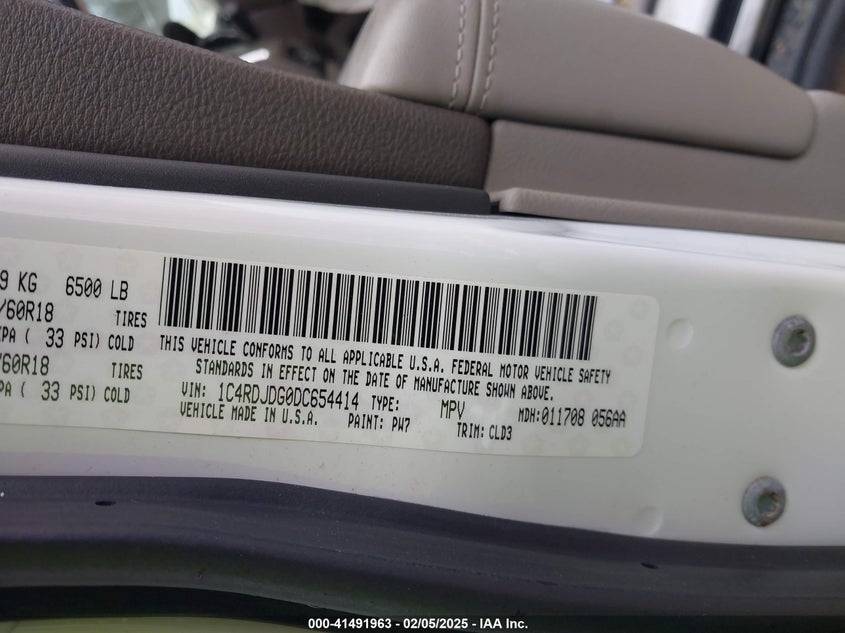 9 KG 6500 LB
/60R18 TIRES
KPA ( 33 PSI) COLD
/60R18 TIRES
PA ( 33 PSI) COLD
THIS VEHICLE CONFORMS TO ALL APPLICABLE U.S.A. FEDERAL MOTOR VEHICLE SAFETY
STANDARDS IN EFFECT ON THE DATE OF MANUFACTURE SHOWN ABOVE.
VIN: 1C4RDJDG0DC654414 TYPE: MPV MDH:011708 056AA
VEHICLE MADE IN U.S.A. PAINT: PW7 TRIM: CLD3
000-41491963 - 02/05/2025 - IAA Inc.